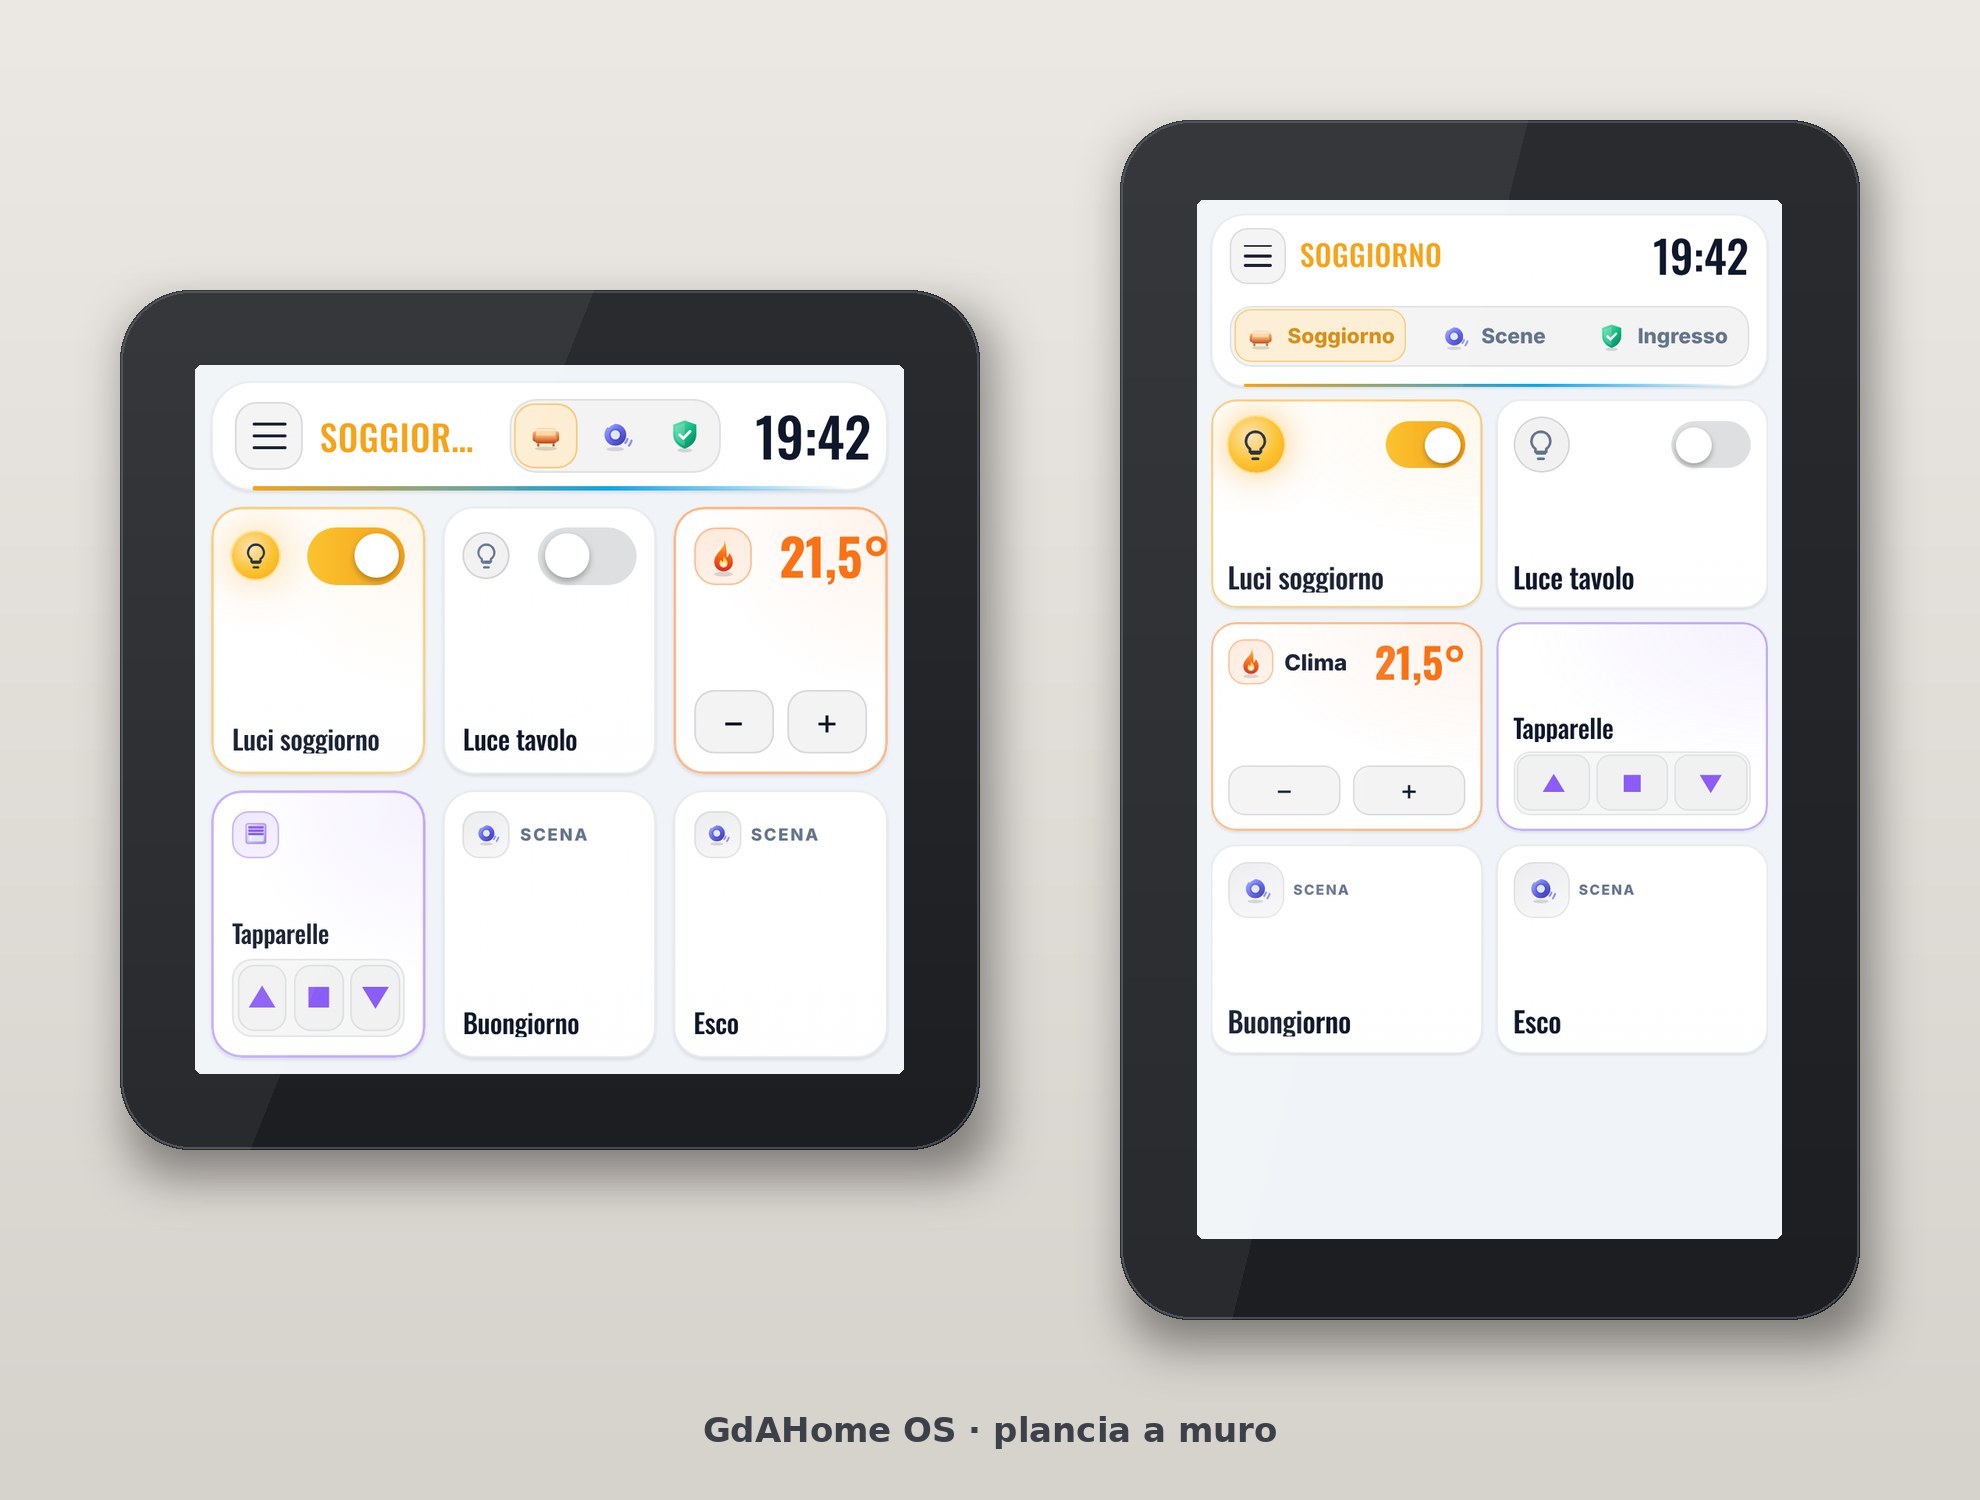 SOGGIOR...
19:42
21,5°
Luci soggiorno
Luce tavolo
− +
SCENA
SCENA
Tapparelle
Buongiorno
Esco
SOGGIORNO
19:42
Soggiorno
Scene
Ingresso
Luci soggiorno
Luce tavolo
Clima
21,5°
Tapparelle
− +
SCENA
SCENA
Buongiorno
Esco
GdAHome OS · plancia a muro